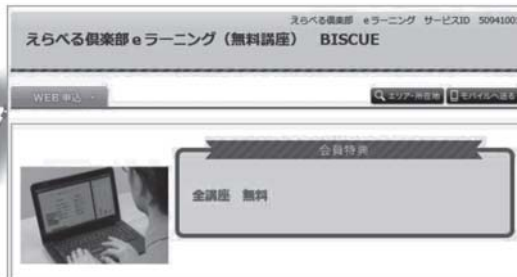 えらべる倶楽部 eラーニング サービスID 50941001
えらべる倶楽部eラーニング（無料講座） BISCUE
WEB申込
エリア・所在地
モバイルへ送る
会員特典
全講座 無料